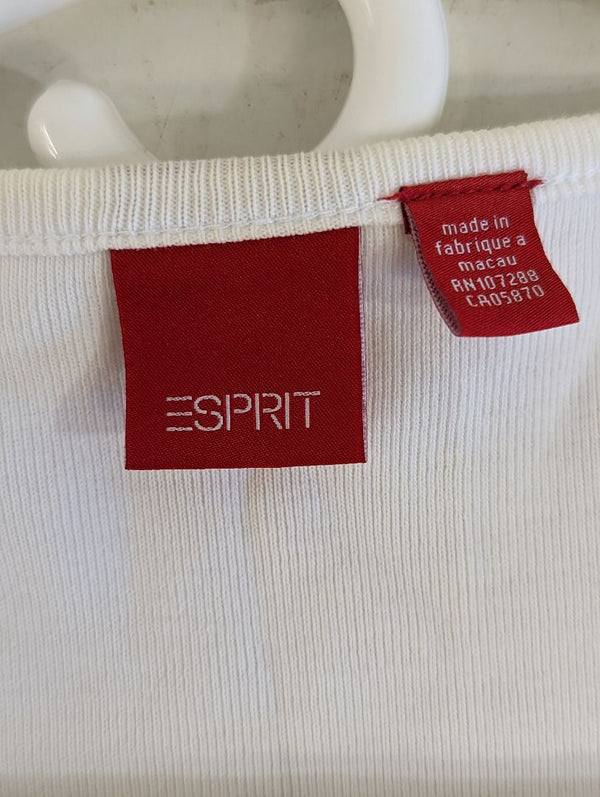 ESPRIT
made in
fabrique a
macau
RN107288
CA05870